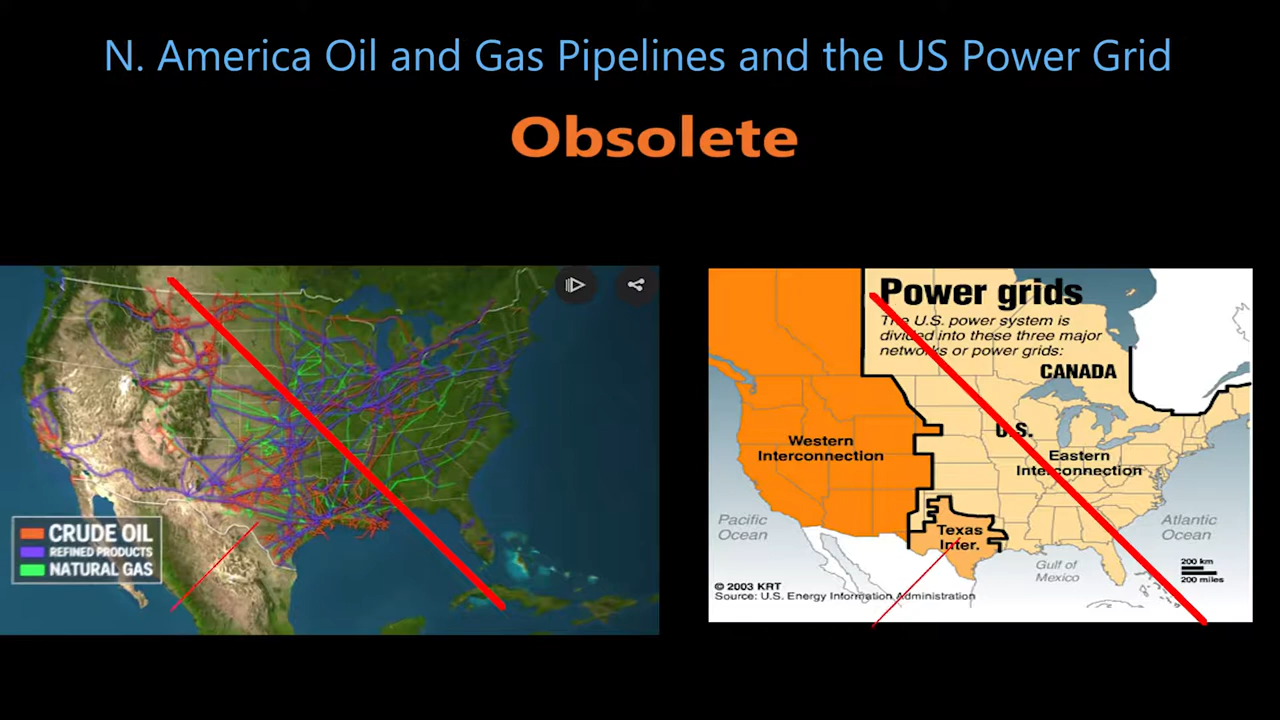 N. America Oil and Gas Pipelines and the US Power Grid
Obsolete
CRUDE OIL
REFINED PRODUCTS
NATURAL GAS
Power grids
The U.S. power system is
divided into these three major
networks or power grids:
CANADA
U.S.
Western
Interconnection
Eastern
Interconnection
Texas
Inter.
Pacific
Ocean
Atlantic
Ocean
Gulf of
Mexico
200 km
200 miles
© 2003 KRT
Source: U.S. Energy Information Administration